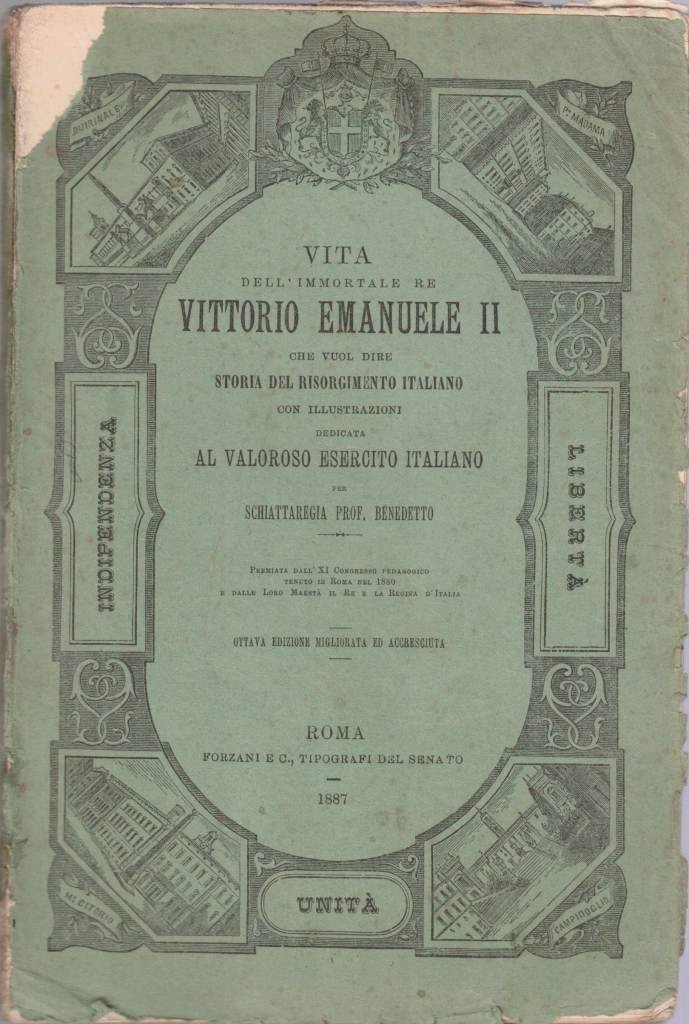 QUIRINALE
Pº MADAMA
VITA
DELL'IMMORTALE RE
VITTORIO EMANUELE II
CHE VUOL DIRE
STORIA DEL RISORGIMENTO ITALIANO
CON ILLUSTRAZIONI
DEDICATA
AL VALOROSO ESERCITO ITALIANO
PER
SCHIATTAREGIA PROF. BENEDETTO
PREMIATA DALL'XI CONGRESSO PEDAGOGICO
TENUTO IN ROMA NEL 1880
E DALLE LORO MAESTÀ IL RE E LA REGINA D'ITALIA
OTTAVA EDIZIONE MIGLIORATA ED ACCRESCIUTA
INDIPENDENZA
LIBERTÀ
ROMA
FORZANI E C., TIPOGRAFI DEL SENATO
1887
Mº CITORIO
CAMPIDOGLIO
UNITÀ